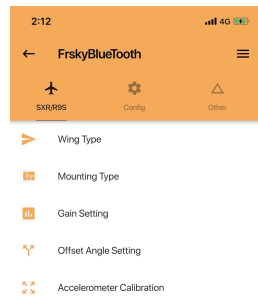 2:12 4G
FrskyBlueTooth
SXR/R9S Config Other
Wing Type
Mounting Type
Gain Setting
Offset Angle Setting
Accelerometer Calibration